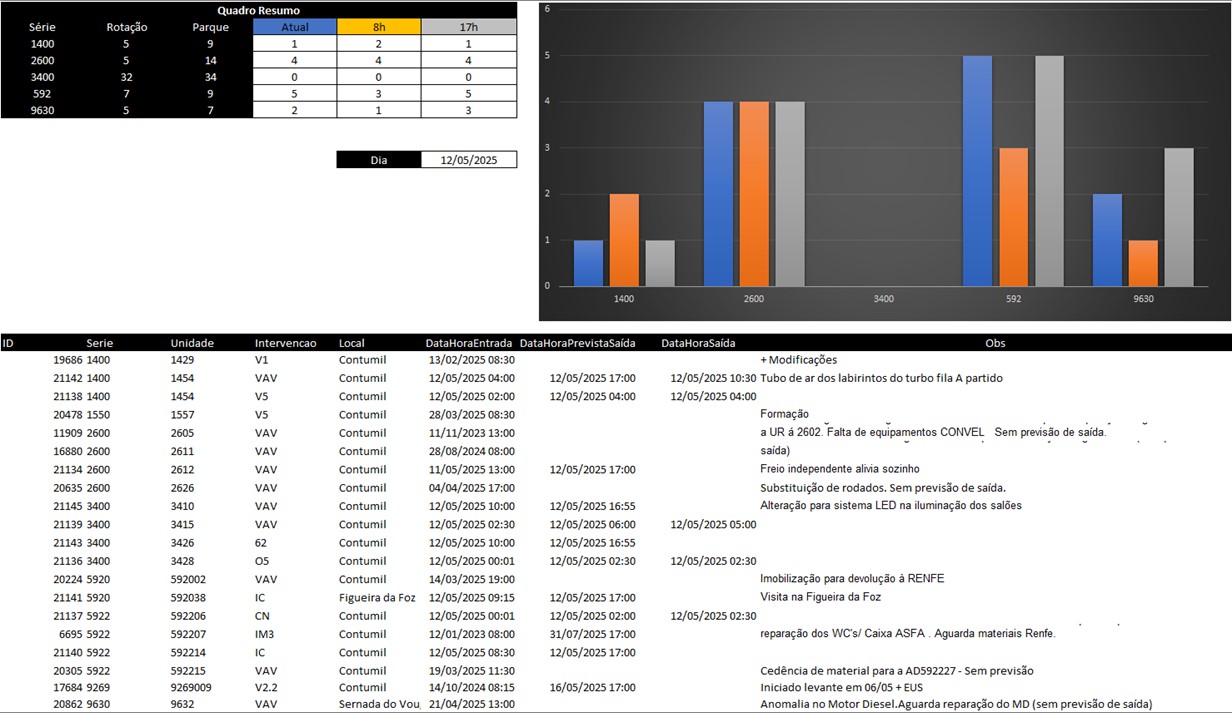 Quadro Resumo
Série Rotação Parque Atual 8h 17h
1400 5 9 1 2 1
2600 5 14 4 4 4
3400 32 34 0 0 0
592 7 9 5 3 5
9630 5 7 2 1 3
Dia 12/05/2025
6
5
4
3
2
1
0
1400 2600 3400 592 9630
ID Serie Unidade Intervencao Local DataHoraEntrada DataHoraPrevistaSaída DataHoraSaída Obs
19686 1400 1429 V1 Contumil 13/02/2025 08:30 + Modificações
21142 1400 1454 VAV Contumil 12/05/2025 04:00 12/05/2025 17:00 12/05/2025 10:30 Tubo de ar dos labirintos do turbo fila A partido
21138 1400 1454 V5 Contumil 12/05/2025 02:00 12/05/2025 04:00 12/05/2025 04:00
20478 1550 1557 V5 Contumil 28/03/2025 08:30 Formação
11909 2600 2605 VAV Contumil 11/11/2023 13:00 a UR á 2602. Falta de equipamentos CONVEL Sem previsão de saída.
16880 2600 2611 VAV Contumil 28/08/2024 08:00 saída)
21134 2600 2612 VAV Contumil 11/05/2025 13:00 12/05/2025 17:00 Freio independente alivia sozinho
20635 2600 2626 VAV Contumil 04/04/2025 17:00 Substituição de rodados. Sem previsão de saída.
21145 3400 3410 VAV Contumil 12/05/2025 10:00 12/05/2025 16:55 Alteração para sistema LED na iluminação dos salões
21139 3400 3415 VAV Contumil 12/05/2025 02:30 12/05/2025 06:00 12/05/2025 05:00
21143 3400 3426 62 Contumil 12/05/2025 10:00 12/05/2025 16:55
21136 3400 3428 O5 Contumil 12/05/2025 00:01 12/05/2025 02:30 12/05/2025 02:30
20224 5920 592002 VAV Contumil 14/03/2025 19:00 Imobilização para devolução à RENFE
21141 5920 592038 IC Figueira da Foz 12/05/2025 09:15 12/05/2025 17:00 Visita na Figueira da Foz
21137 5922 592206 CN Contumil 12/05/2025 00:01 12/05/2025 02:00 12/05/2025 02:30
6695 5922 592207 IM3 Contumil 12/01/2023 08:00 31/07/2025 17:00 reparação dos WC's/ Caixa ASFA . Aguarda materiais Renfe.
21140 5922 592214 IC Contumil 12/05/2025 08:30 12/05/2025 17:00
20305 5922 592215 VAV Contumil 19/03/2025 11:30 Cedência de material para a AD592227 - Sem previsão
17684 9269 9269009 V2.2 Contumil 14/10/2024 08:15 16/05/2025 17:00 Iniciado levante em 06/05 + EUS
20862 9630 9632 VAV Sernada do Vou 21/04/2025 13:00 Anomalia no Motor Diesel.Aguarda reparação do MD (sem previsão de saída)